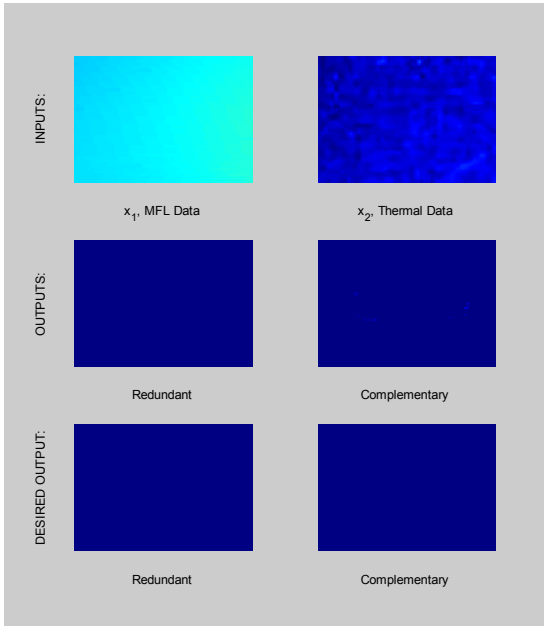 INPUTS:
x1, MFL Data
x2, Thermal Data
OUTPUTS:
Redundant
Complementary
DESIRED OUTPUT:
Redundant
Complementary